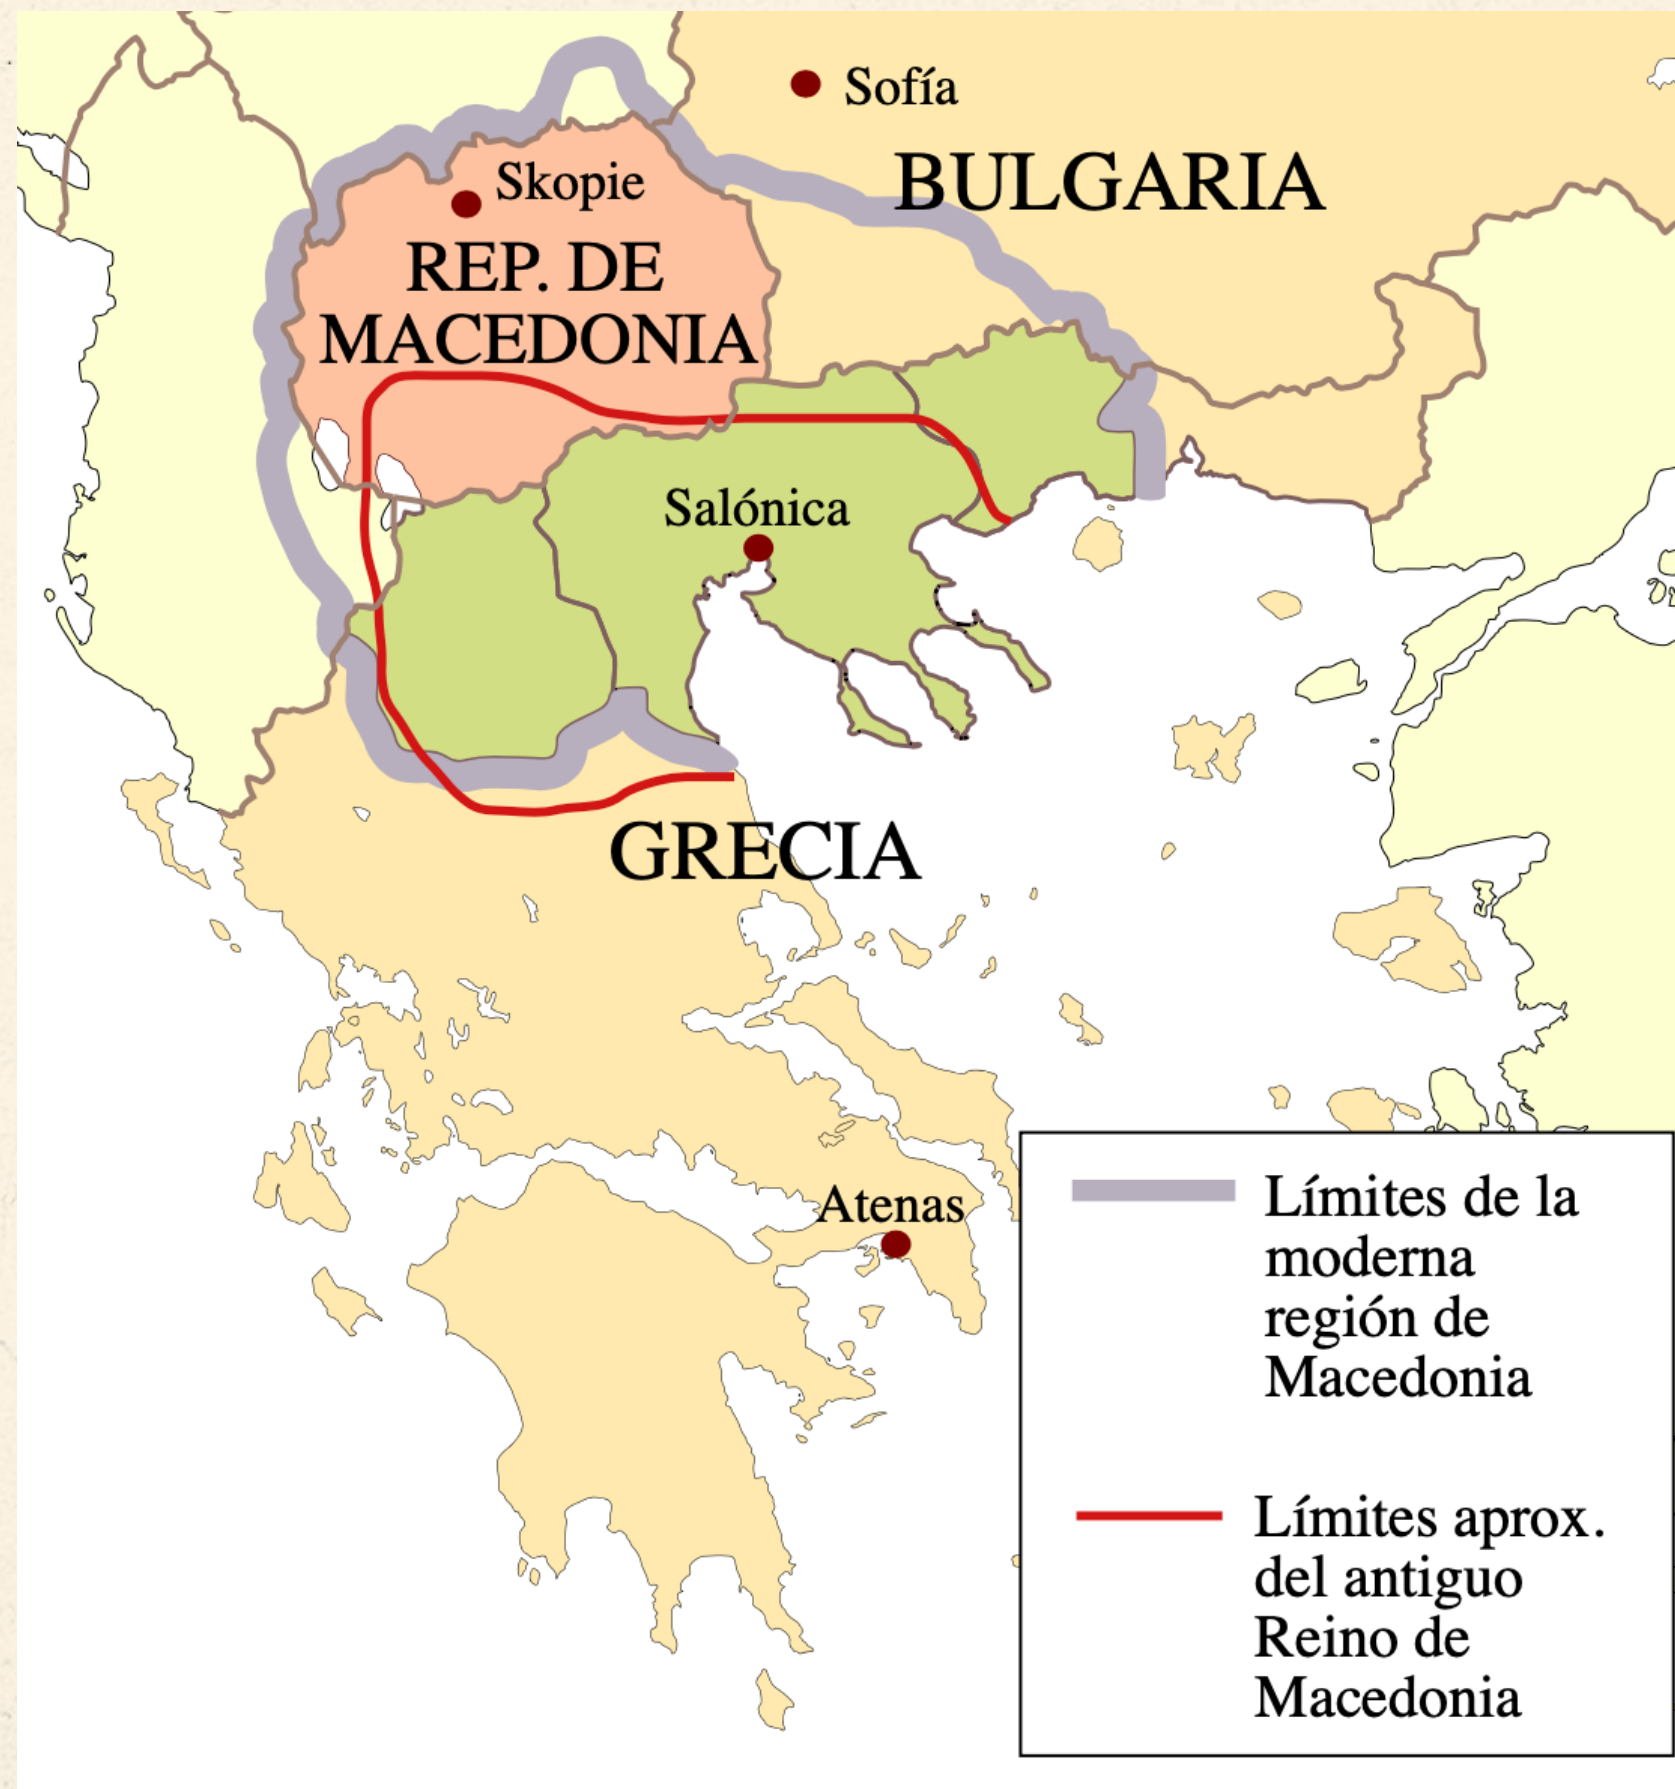 Sofía
BULGARIA
Skopie
REP. DE
MACEDONIA
Salónica
GRECIA
Atenas
Límites de la
moderna
región de
Macedonia
Límites aprox.
del antiguo
Reino de
Macedonia